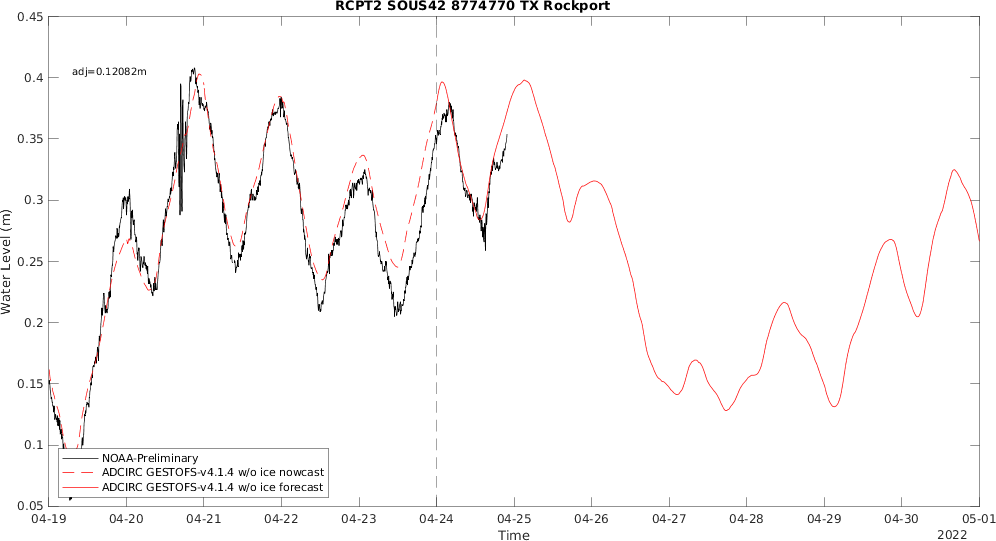 RCPT2 SOUS42 8774770 TX Rockport
0.45
0.4
0.35
0.3
0.25
0.2
0.15
0.1
0.05
Water Level (m)
adj=0.12082m
NOAA-Preliminary
ADCIRC GESTOFS-v4.1.4 w/o ice nowcast
ADCIRC GESTOFS-v4.1.4 w/o ice forecast
04-19 04-20 04-21 04-22 04-23 04-24 04-25 04-26 04-27 04-28 04-29 04-30 05-01
Time
2022